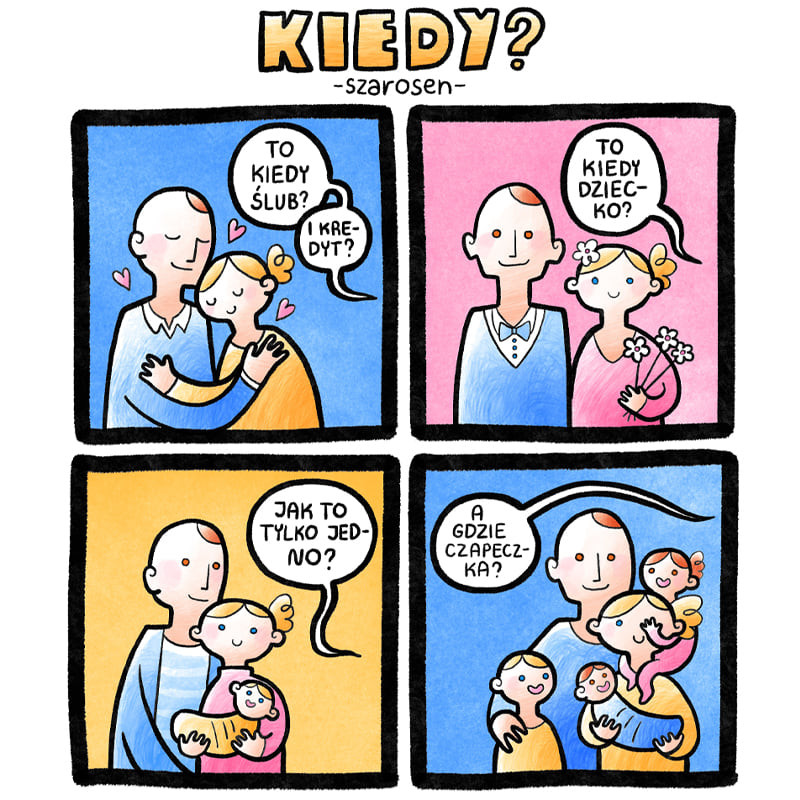 KIEDY?
-szarosen-
TO
KIEDY
ŚLUB?
I KRE-
DYT?
TO
KIEDY
DZIEC-
KO?
JAK TO
TYLKO JED-
NO?
A
GDZIE
CZAPECZ-
KA?